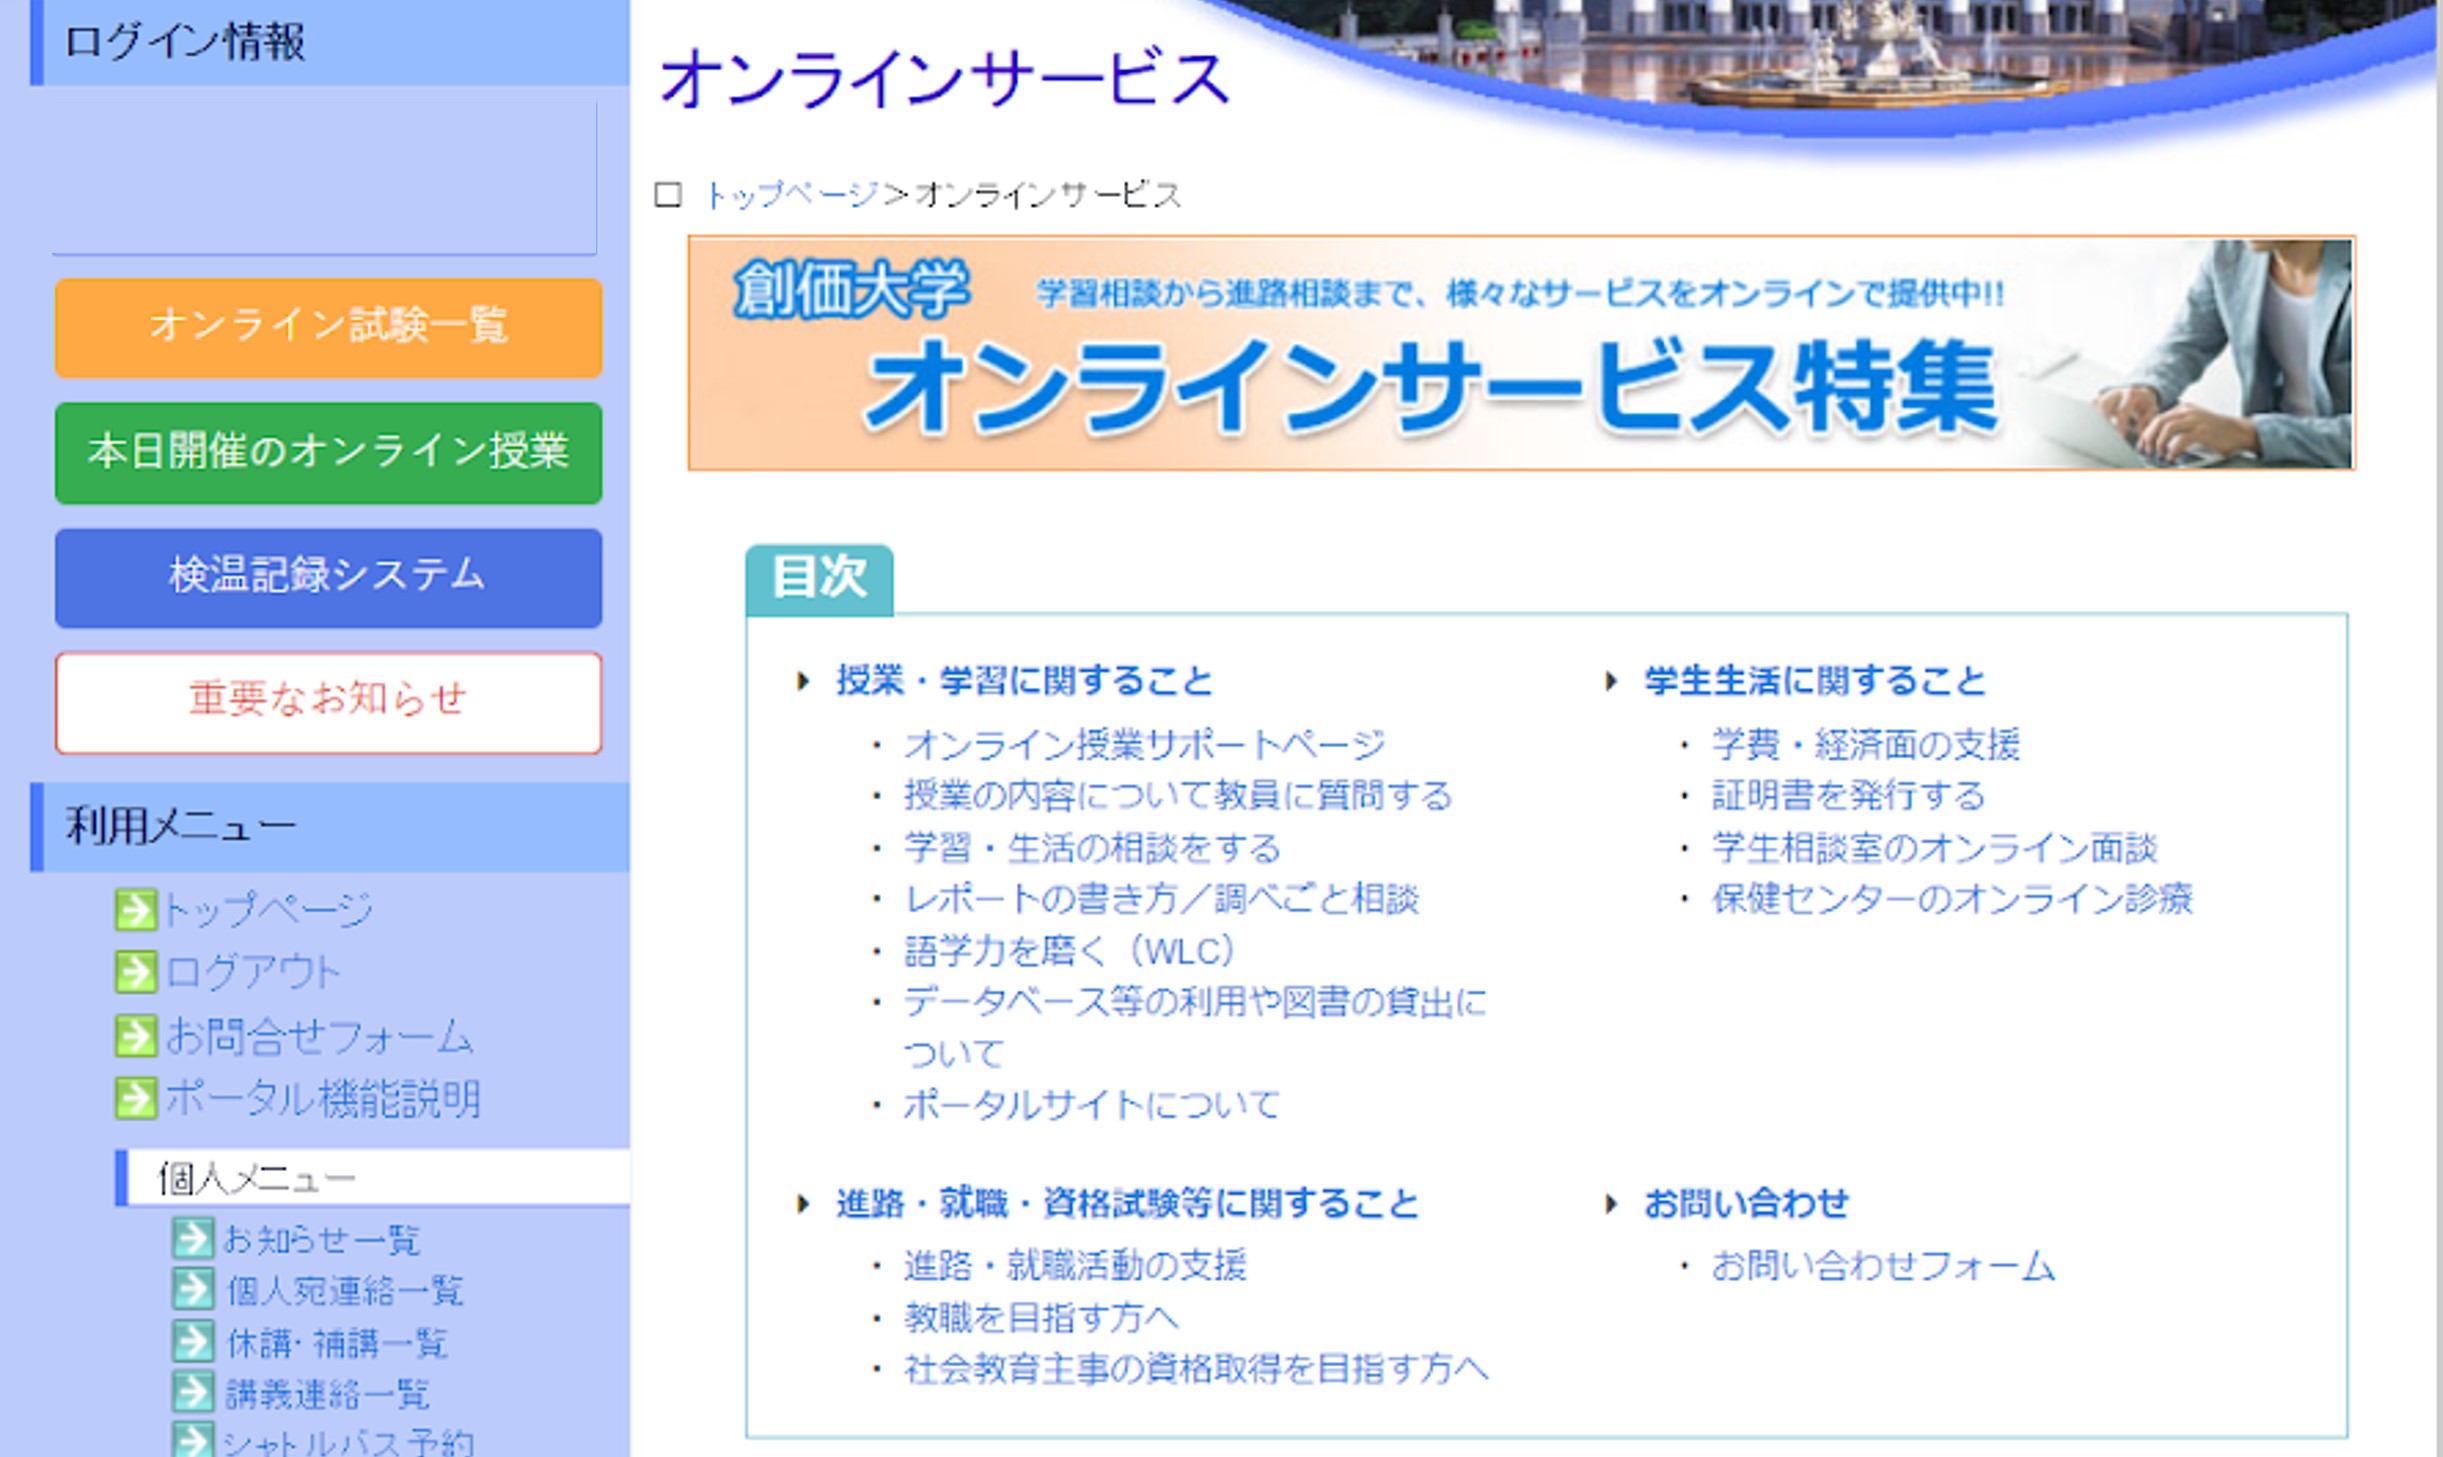 ログイン情報
オンライン試験一覧
本日開催のオンライン授業
検温記録システム
重要なお知らせ
利用メニュー
トップページ
ログアウト
お問合せフォーム
ポータル機能説明
個人メニュー
お知らせ一覧
個人宛連絡一覧
休講・補講一覧
講義連絡一覧
シャトルバス予約
オンラインサービス
□ トップページ>オンラインサービス
創価大学 学習相談から進路相談まで、様々なサービスをオンラインで提供中!!
オンラインサービス特集
目次
授業・学習に関すること
・オンライン授業サポートページ
・授業の内容について教員に質問する
・学習・生活の相談をする
・レポートの書き方／調べごと相談
・語学力を磨く（WLC）
・データベース等の利用や図書の貸出に
ついて
・ポータルサイトについて
学生生活に関すること
・学費・経済面の支援
・証明書を発行する
・学生相談室のオンライン面談
・保健センターのオンライン診療
進路・就職・資格試験等に関すること
・進路・就職活動の支援
・教職を目指す方へ
・社会教育主事の資格取得を目指す方へ
お問い合わせ
・お問い合わせフォーム